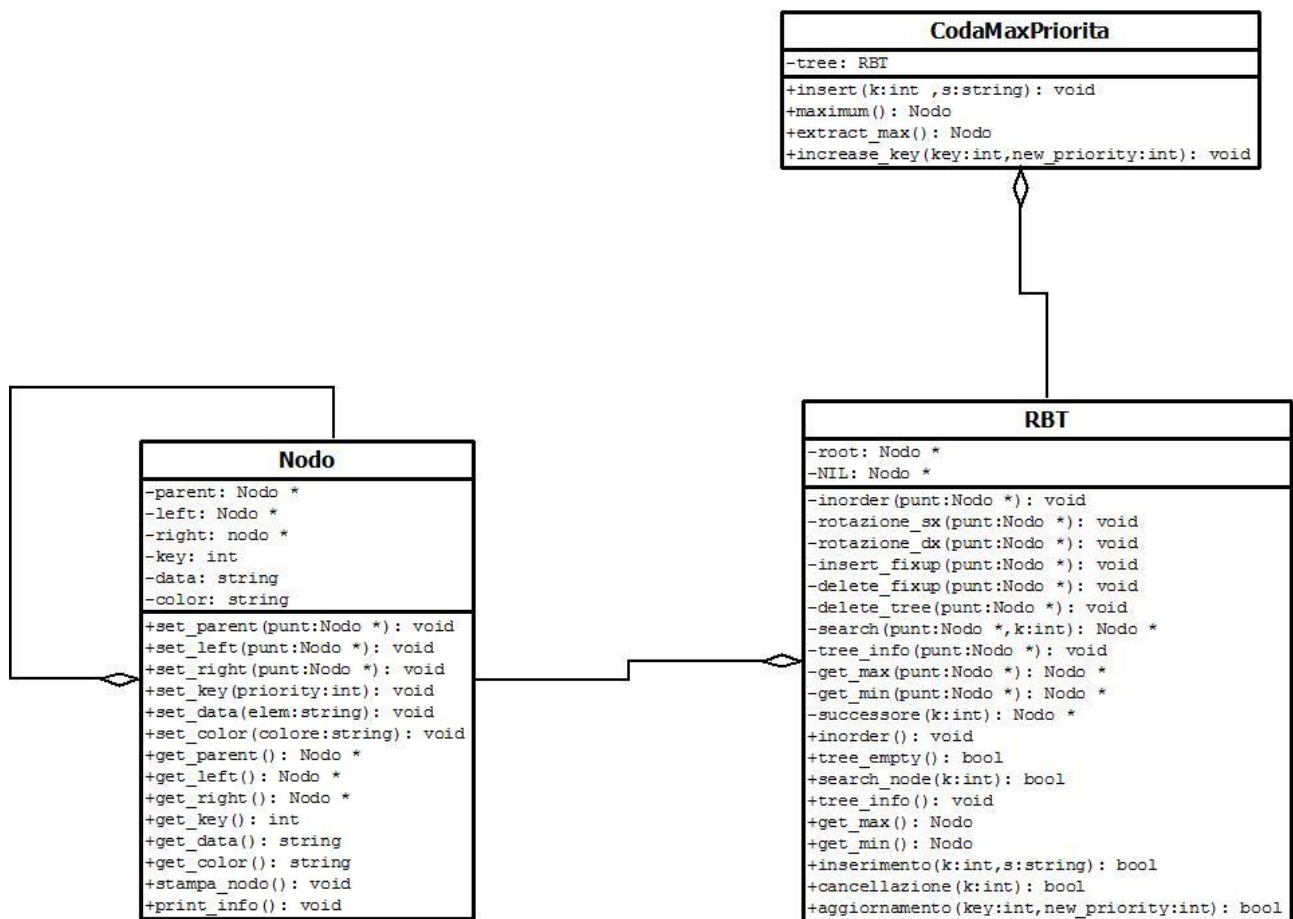 CodaMaxPriorita
-tree: RBT
+insert(k:int ,s:string): void
+maximum(): Nodo
+extract_max(): Nodo
+increase_key(key:int,new_priority:int): void
Nodo
-parent: Nodo *
-left: Nodo *
-right: nodo *
-key: int
-data: string
-color: string
+set_parent(punt:Nodo *): void
+set_left(punt:Nodo *): void
+set_right(punt:Nodo *): void
+set_key(priority:int): void
+set_data(elem:string): void
+set_color(colore:string): void
+get_parent(): Nodo *
+get_left(): Nodo *
+get_right(): Nodo *
+get_key(): int
+get_data(): string
+get_color(): string
+stampa_nodo(): void
+print_info(): void
RBT
-root: Nodo *
-NIL: Nodo *
-inorder(punt:Nodo *): void
-rotazione_sx(punt:Nodo *): void
-rotazione_dx(punt:Nodo *): void
-insert_fixup(punt:Nodo *): void
-delete_fixup(punt:Nodo *): void
-delete_tree(punt:Nodo *): void
-search(punt:Nodo *,k:int): Nodo *
-tree_info(punt:Nodo *): void
-get_max(punt:Nodo *): Nodo *
-get_min(punt:Nodo *): Nodo *
-successore(k:int): Nodo *
+inorder(): void
+tree_empty(): bool
+search_node(k:int): bool
+tree_info(): void
+get_max(): Nodo
+get_min(): Nodo
+inserimento(k:int,s:string): bool
+cancellazione(k:int): bool
+aggiornamento(key:int,new_priority:int): bool